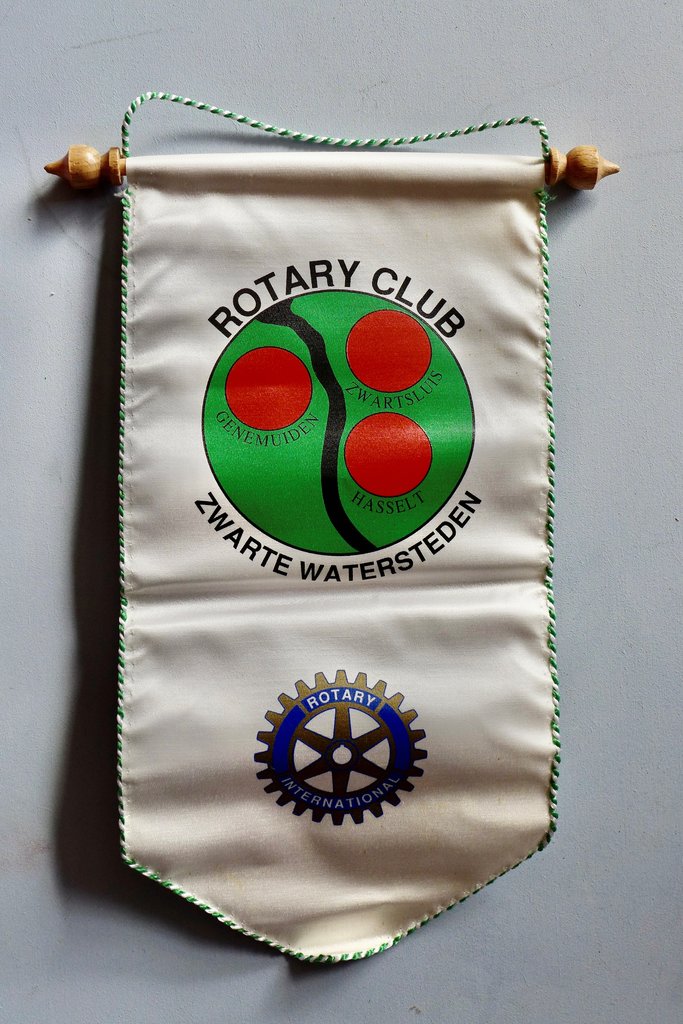 ROTARY CLUB
ZWARTSLUIS
GENEMUIDEN
HASSELT
ZWARTE WATERSTEDEN
ROTARY
INTERNATIONAL